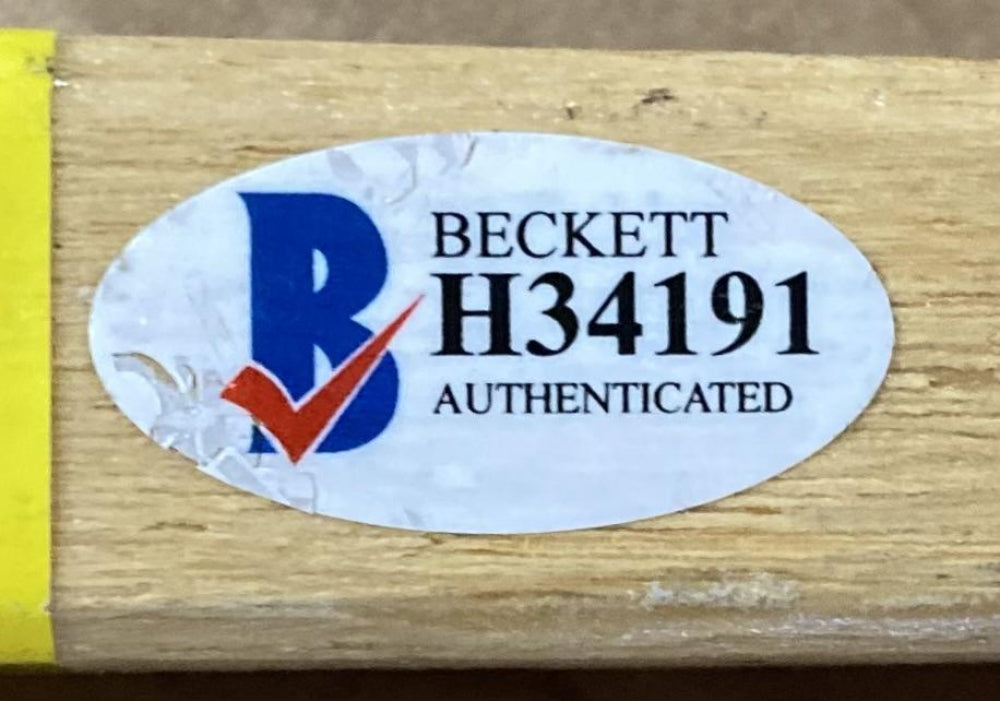 B
BECKETT
H34191
AUTHENTICATED